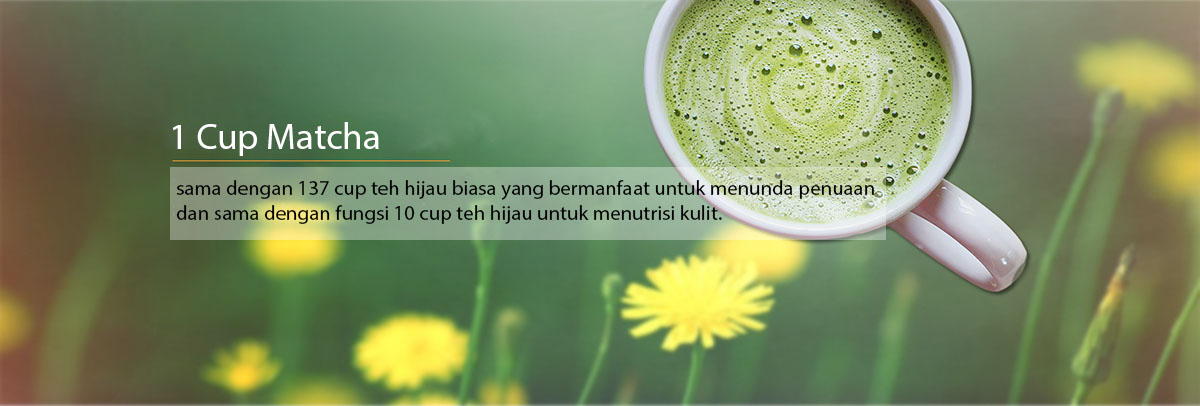 1 Cup Matcha
sama dengan 137 cup teh hijau biasa yang bermanfaat untuk menunda penuaan
dan sama dengan fungsi 10 cup teh hijau untuk menutrisi kulit.